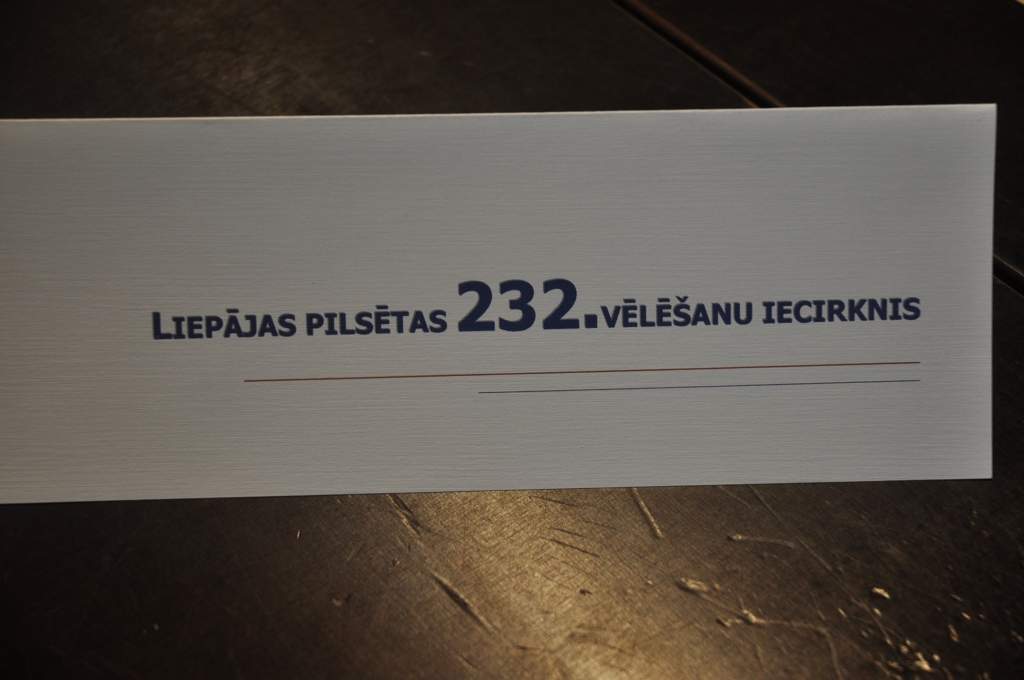 LIEPĀJAS PILSĒTAS 232.VĒLĒŠANU IECIRKNIS